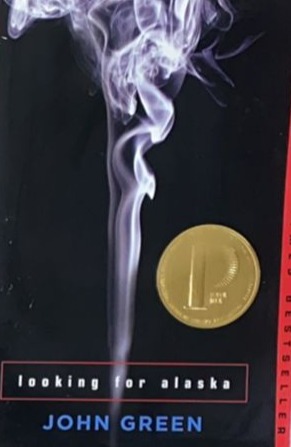 P
looking for alaska
JOHN GREEN
BESTSELLER